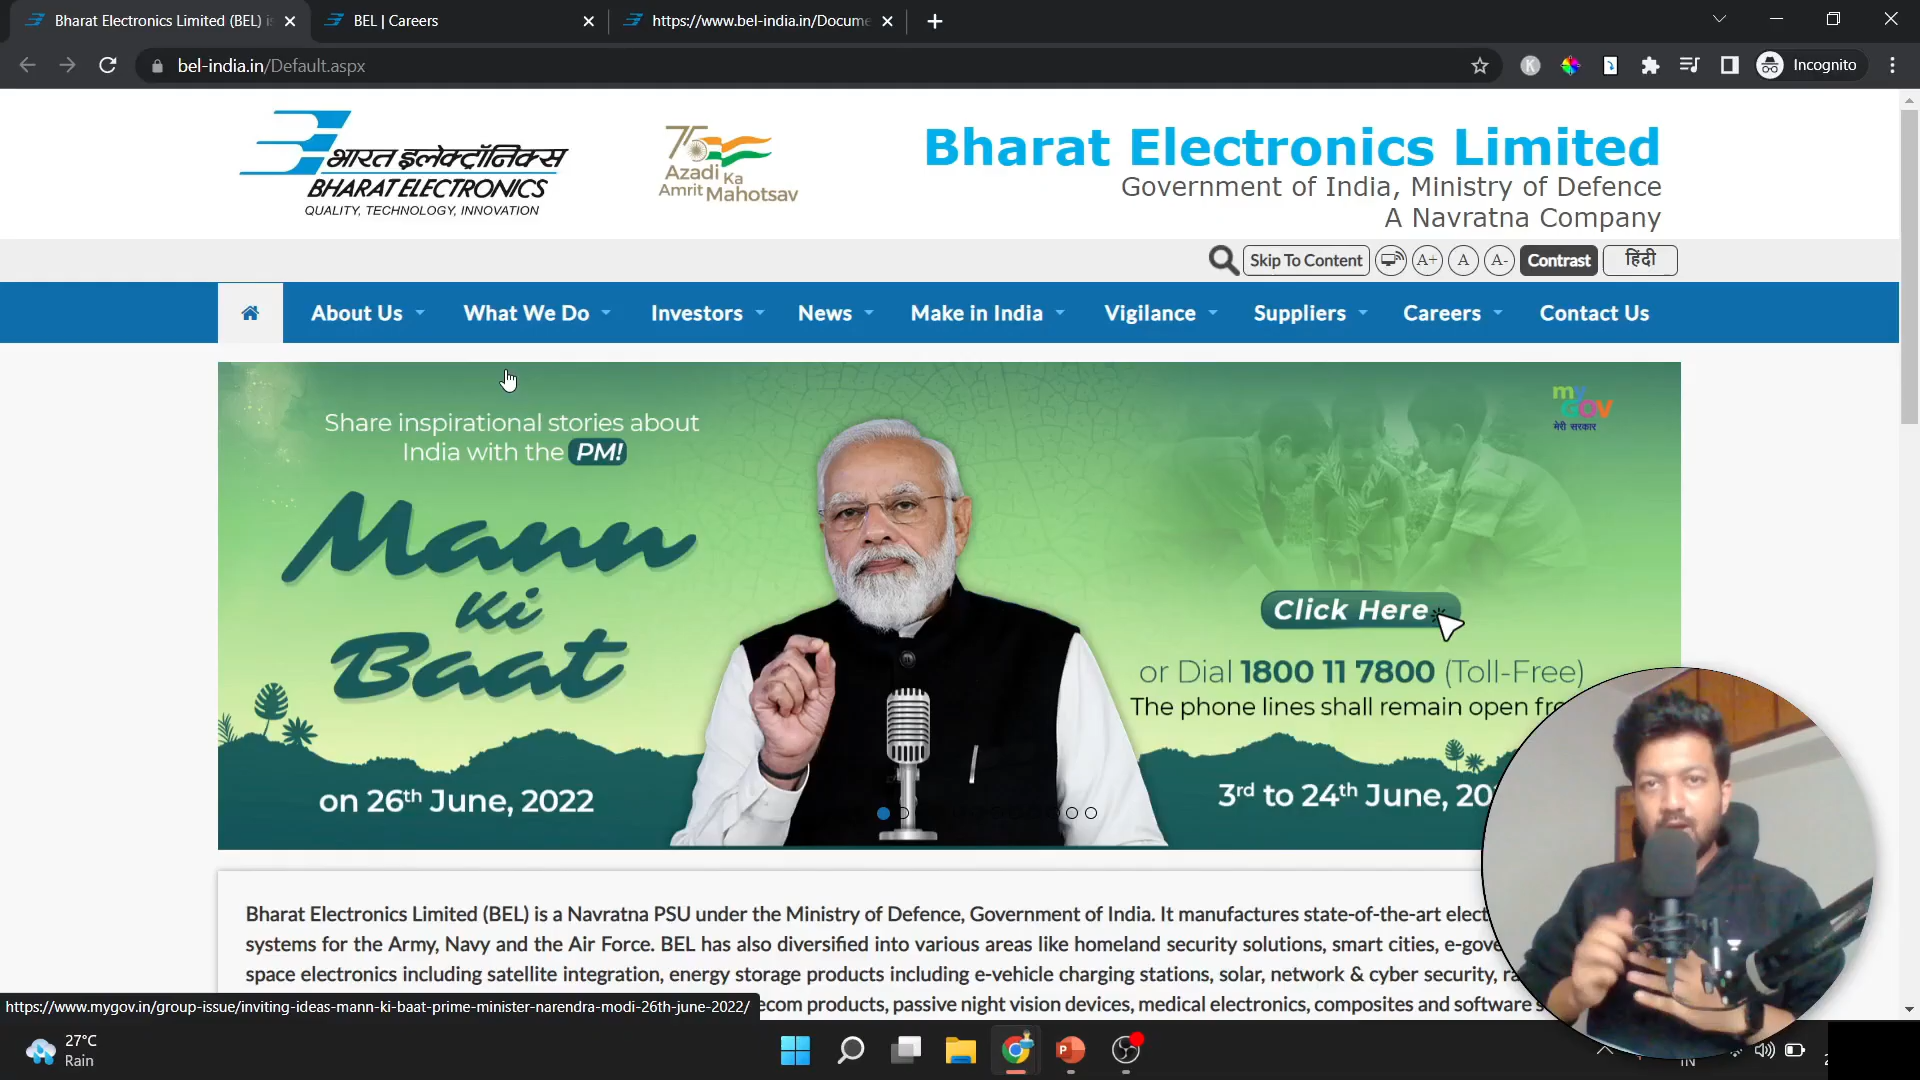 Bharat Electronics Limited (BEL) i
BEL | Careers
https://www.bel-india.in/Docume
bel-india.in/Default.aspx
Incognito
भारत इलेक्ट्रॉनिक्स
BHARAT ELECTRONICS
QUALITY, TECHNOLOGY, INNOVATION
75
Azadi Ka
Amrit Mahotsav
Bharat Electronics Limited
Government of India, Ministry of Defence
A Navratna Company
Skip To Content
A+
A
A-
Contrast
हिंदी
About Us
What We Do
Investors
News
Make in India
Vigilance
Suppliers
Careers
Contact Us
my
GOV
मेरी सरकार
Share inspirational stories about
India with the PM!
Mann
Ki
Baat
on 26th June, 2022
Click Here
or Dial 1800 11 7800 (Toll-Free)
The phone lines shall remain open
3rd to 24th June,
Bharat Electronics Limited (BEL) is a Navratna PSU under the Ministry of Defence, Government of India. It manufactures state-of-the-art
systems for the Army, Navy and the Air Force. BEL has also diversified into various areas like homeland security solutions, smart cities,
space electronics including satellite integration, energy storage products including e-vehicle charging stations, solar, network & cyber security,
ecom products, passive night vision devices, medical electronics, composites and software
https://www.mygov.in/group-issue/inviting-ideas-mann-ki-baat-prime-minister-narendra-modi-26th-june-2022/
27°C
Rain
IN